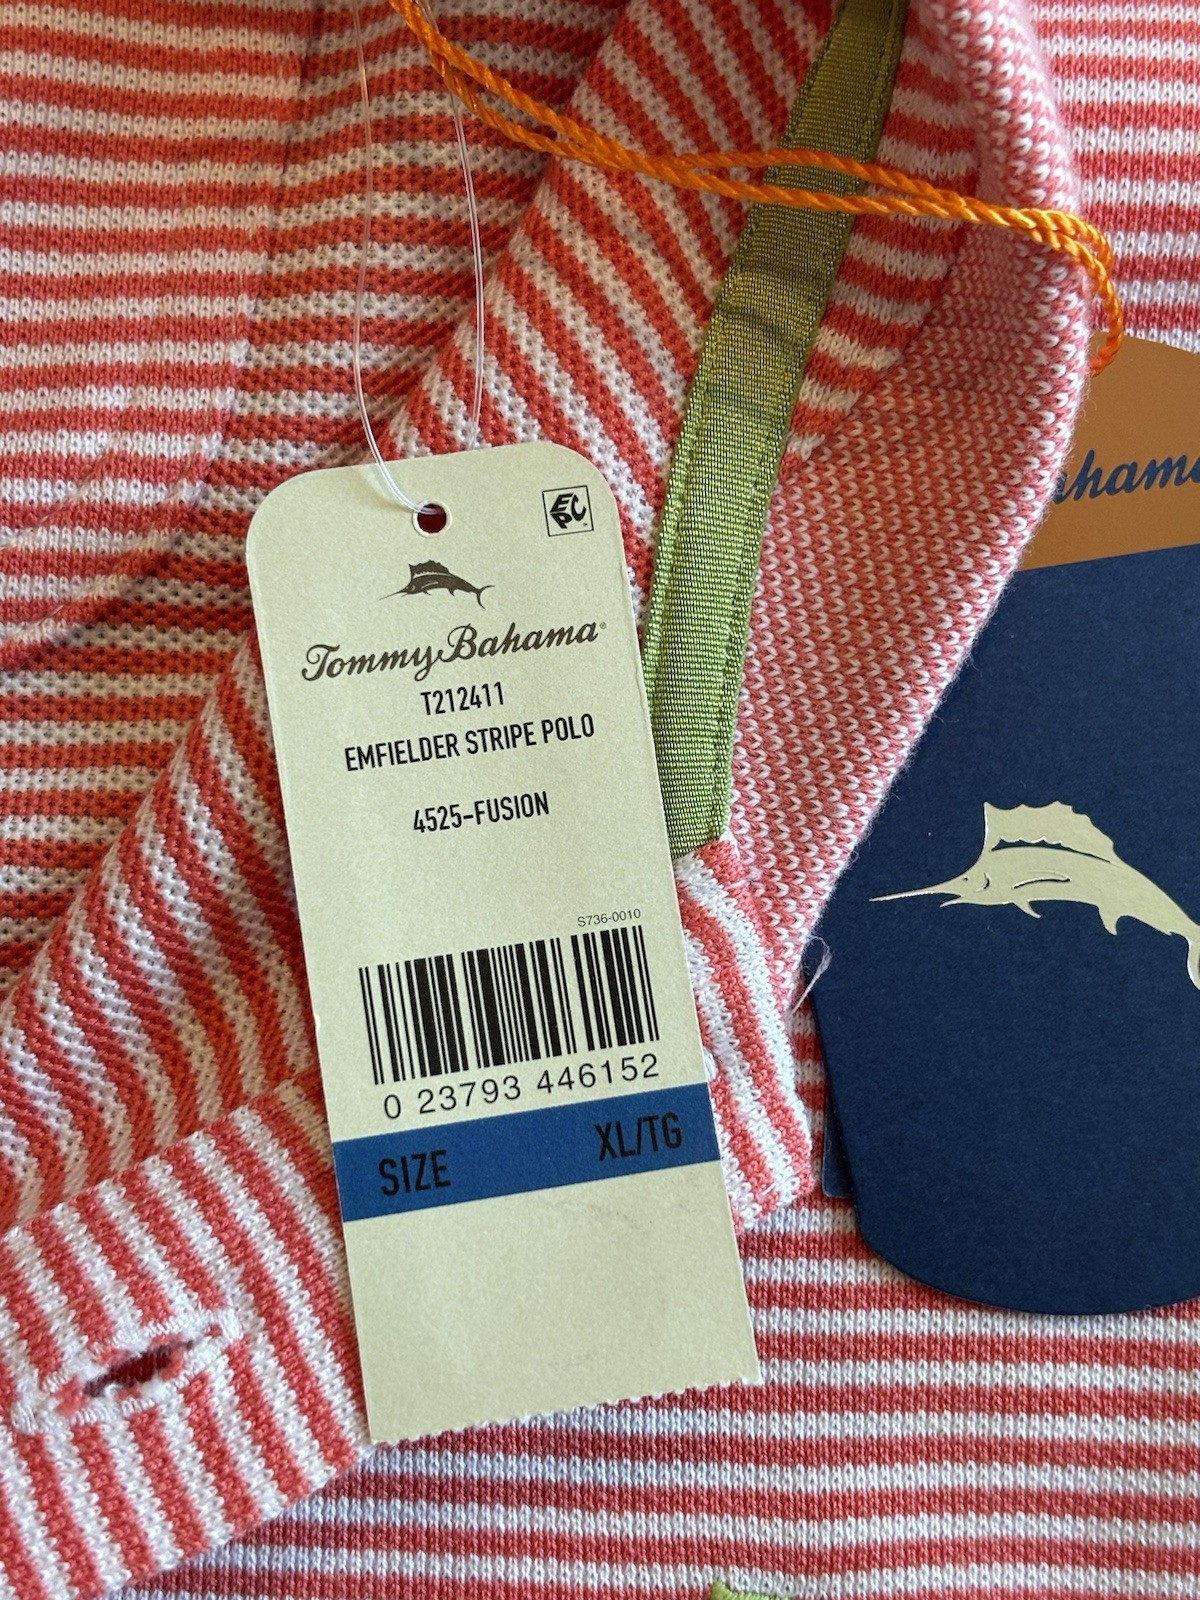 EPC
Tommy Bahama®
T212411
EMFIELDER STRIPE POLO
4525-FUSION
S736-0010
0 23793 446152
SIZE XL/TG
ahama